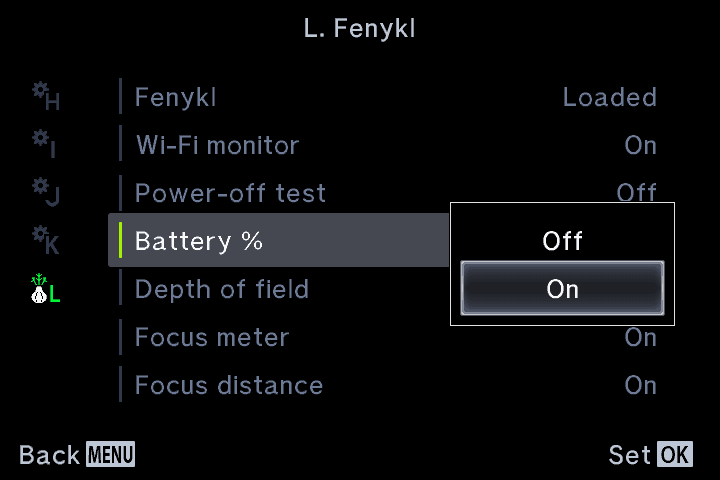 L. Fenykl
H
Fenykl Loaded
I
Wi-Fi monitor On
J
Power-off test Off
K
Battery % Off
L
Depth of field On
Focus meter On
Focus distance On
Back MENU Set OK